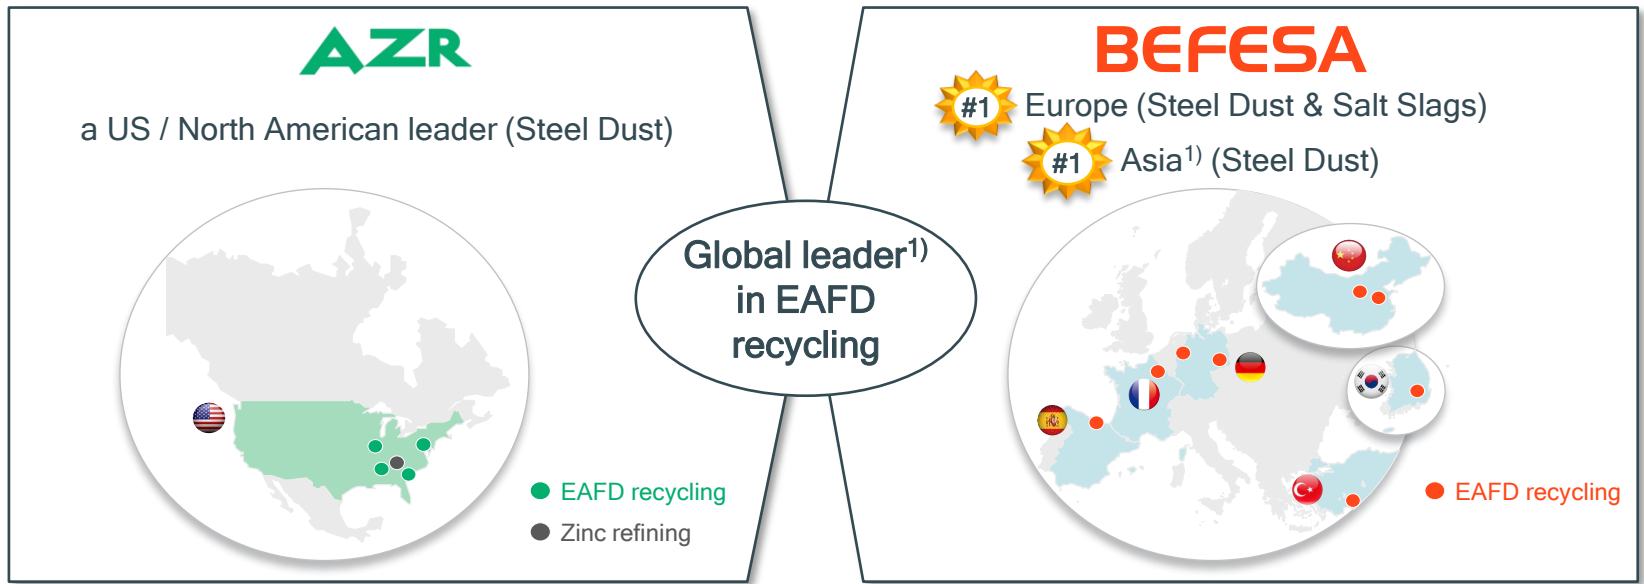 AZR
a US / North American leader (Steel Dust)
EAFD recycling
Zinc refining
Global leader1)
in EAFD
recycling
BEFESA
#1 Europe (Steel Dust & Salt Slags)
#1 Asia1) (Steel Dust)
EAFD recycling